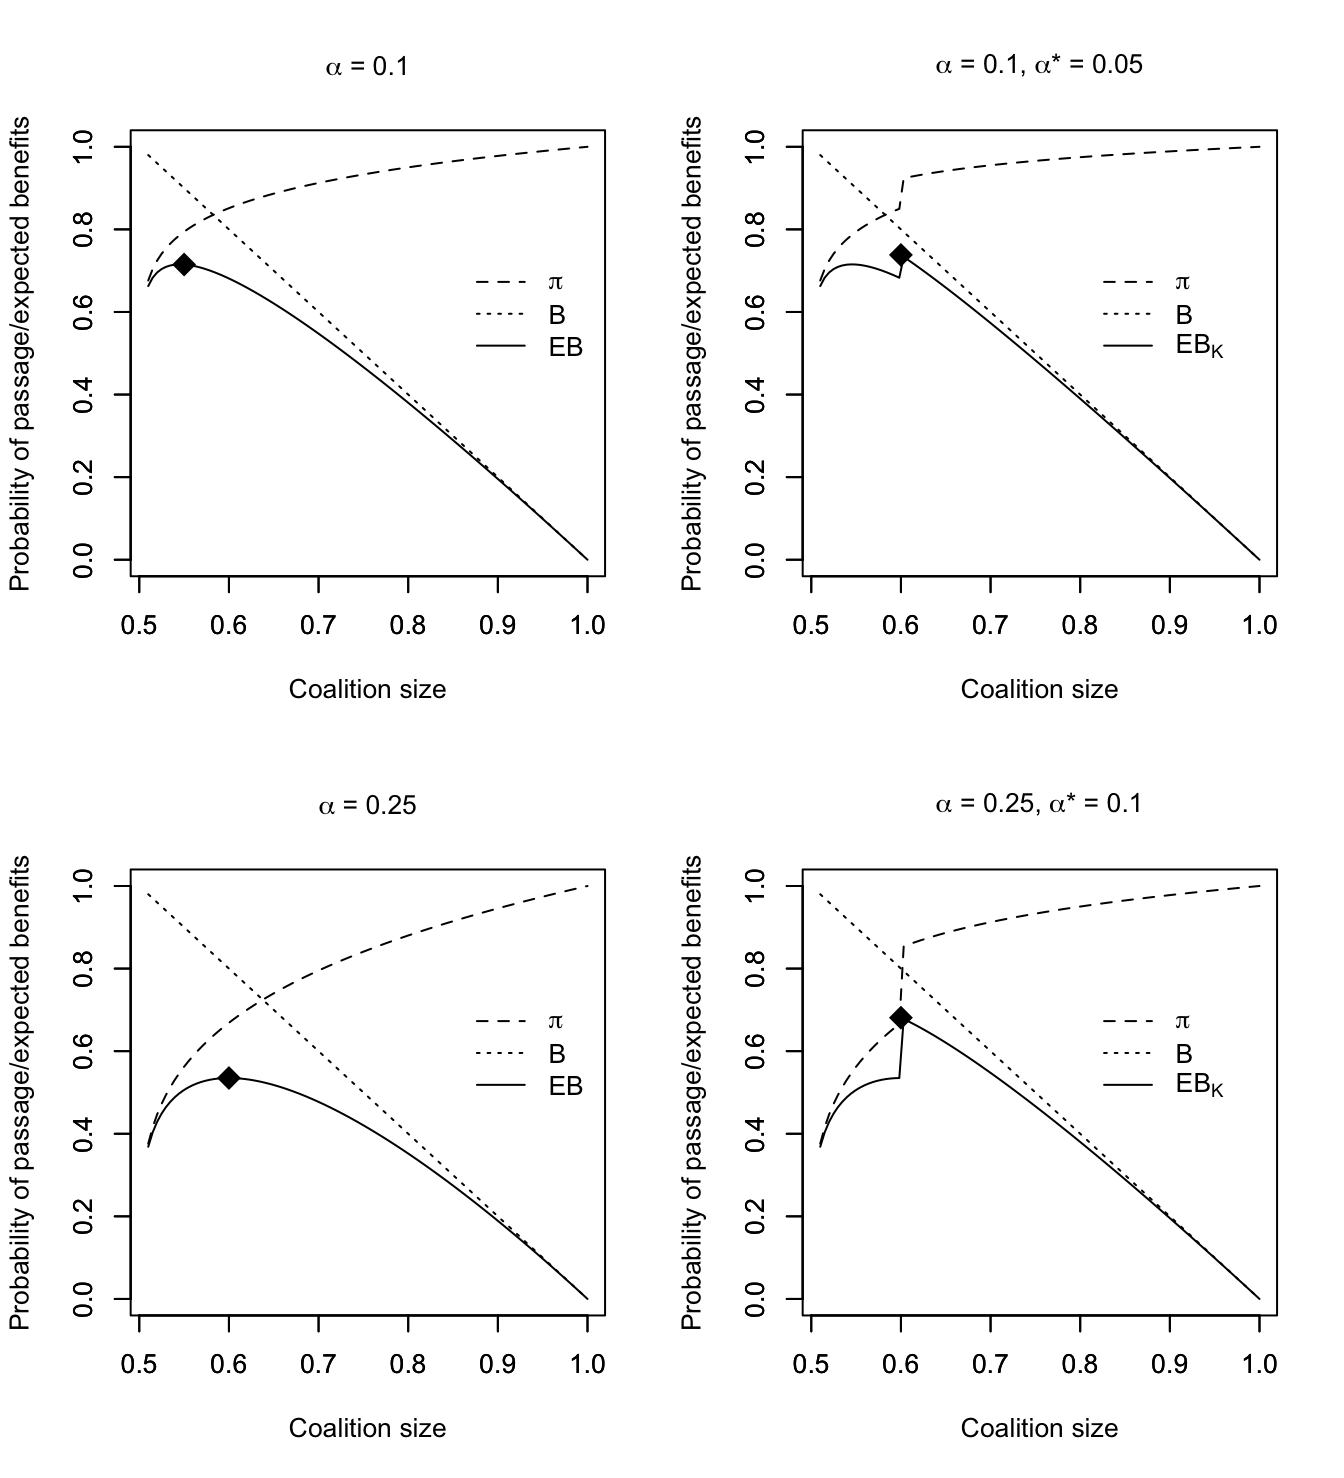 α = 0.1
Probability of passage/expected benefits
1.0
0.8
0.6
0.4
0.2
0.0
π
B
EB
0.5 0.6 0.7 0.8 0.9 1.0
Coalition size
α = 0.1, α* = 0.05
Probability of passage/expected benefits
1.0
0.8
0.6
0.4
0.2
0.0
π
B
EB_K
0.5 0.6 0.7 0.8 0.9 1.0
Coalition size
α = 0.25
Probability of passage/expected benefits
1.0
0.8
0.6
0.4
0.2
0.0
π
B
EB
0.5 0.6 0.7 0.8 0.9 1.0
Coalition size
α = 0.25, α* = 0.1
Probability of passage/expected benefits
1.0
0.8
0.6
0.4
0.2
0.0
π
B
EB_K
0.5 0.6 0.7 0.8 0.9 1.0
Coalition size